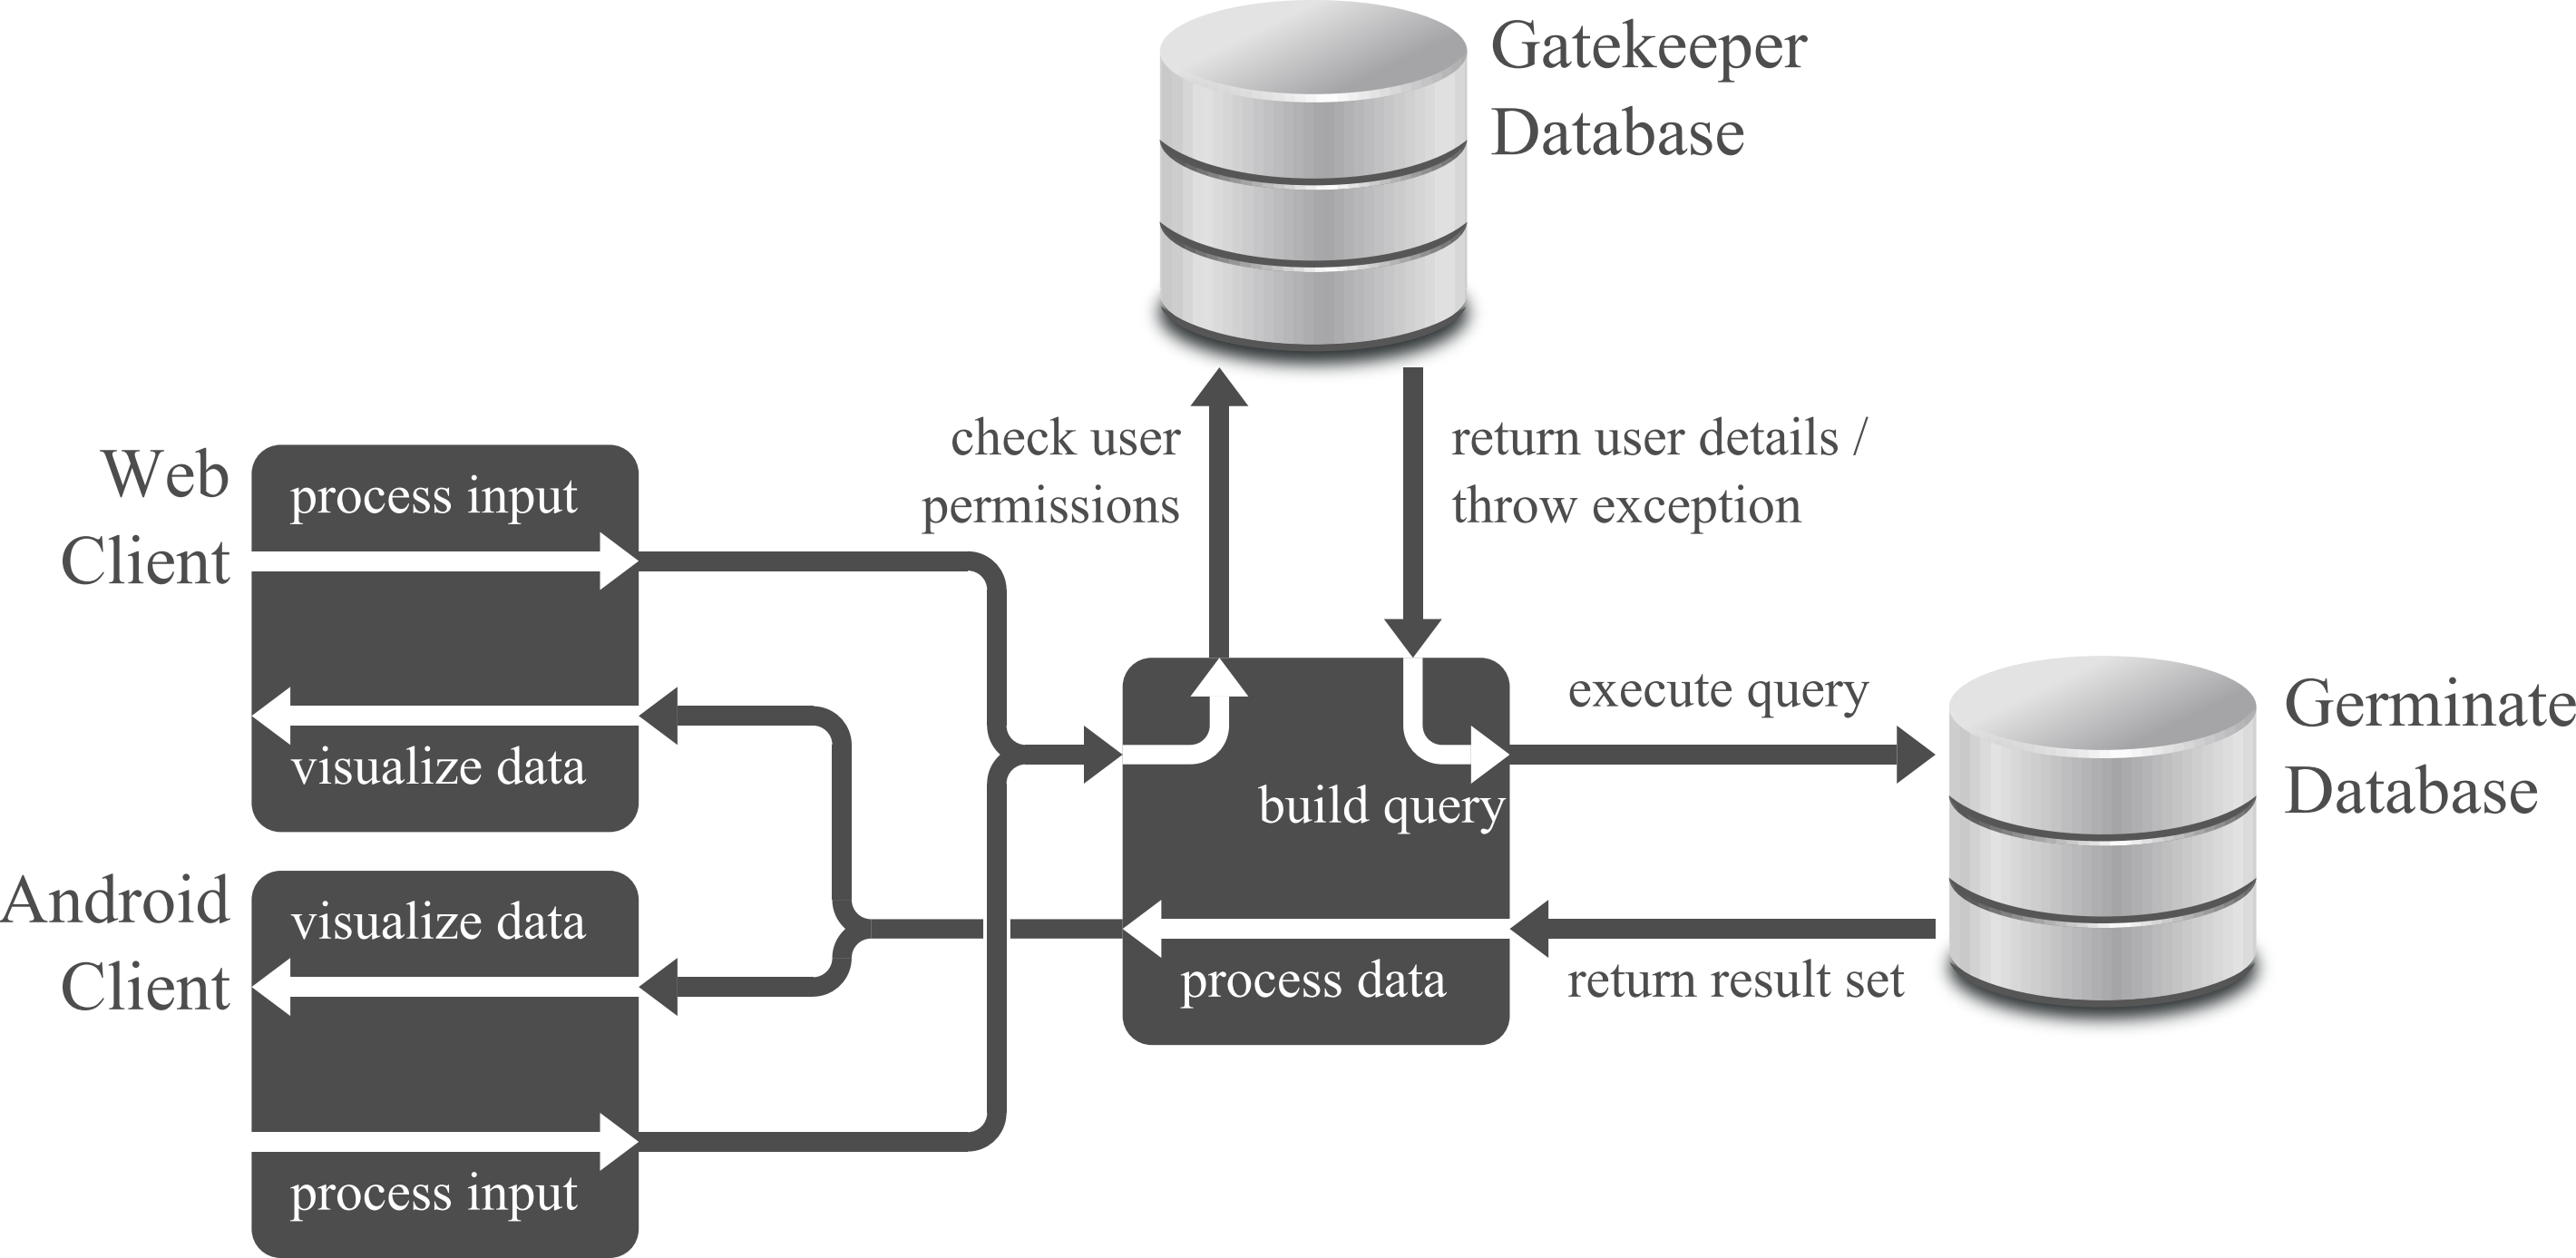 Gatekeeper
Database
check user
permissions
return user details /
throw exception
Web
Client
process input
visualize data
Android
Client
visualize data
process input
build query
process data
execute query
return result set
Germinate
Database